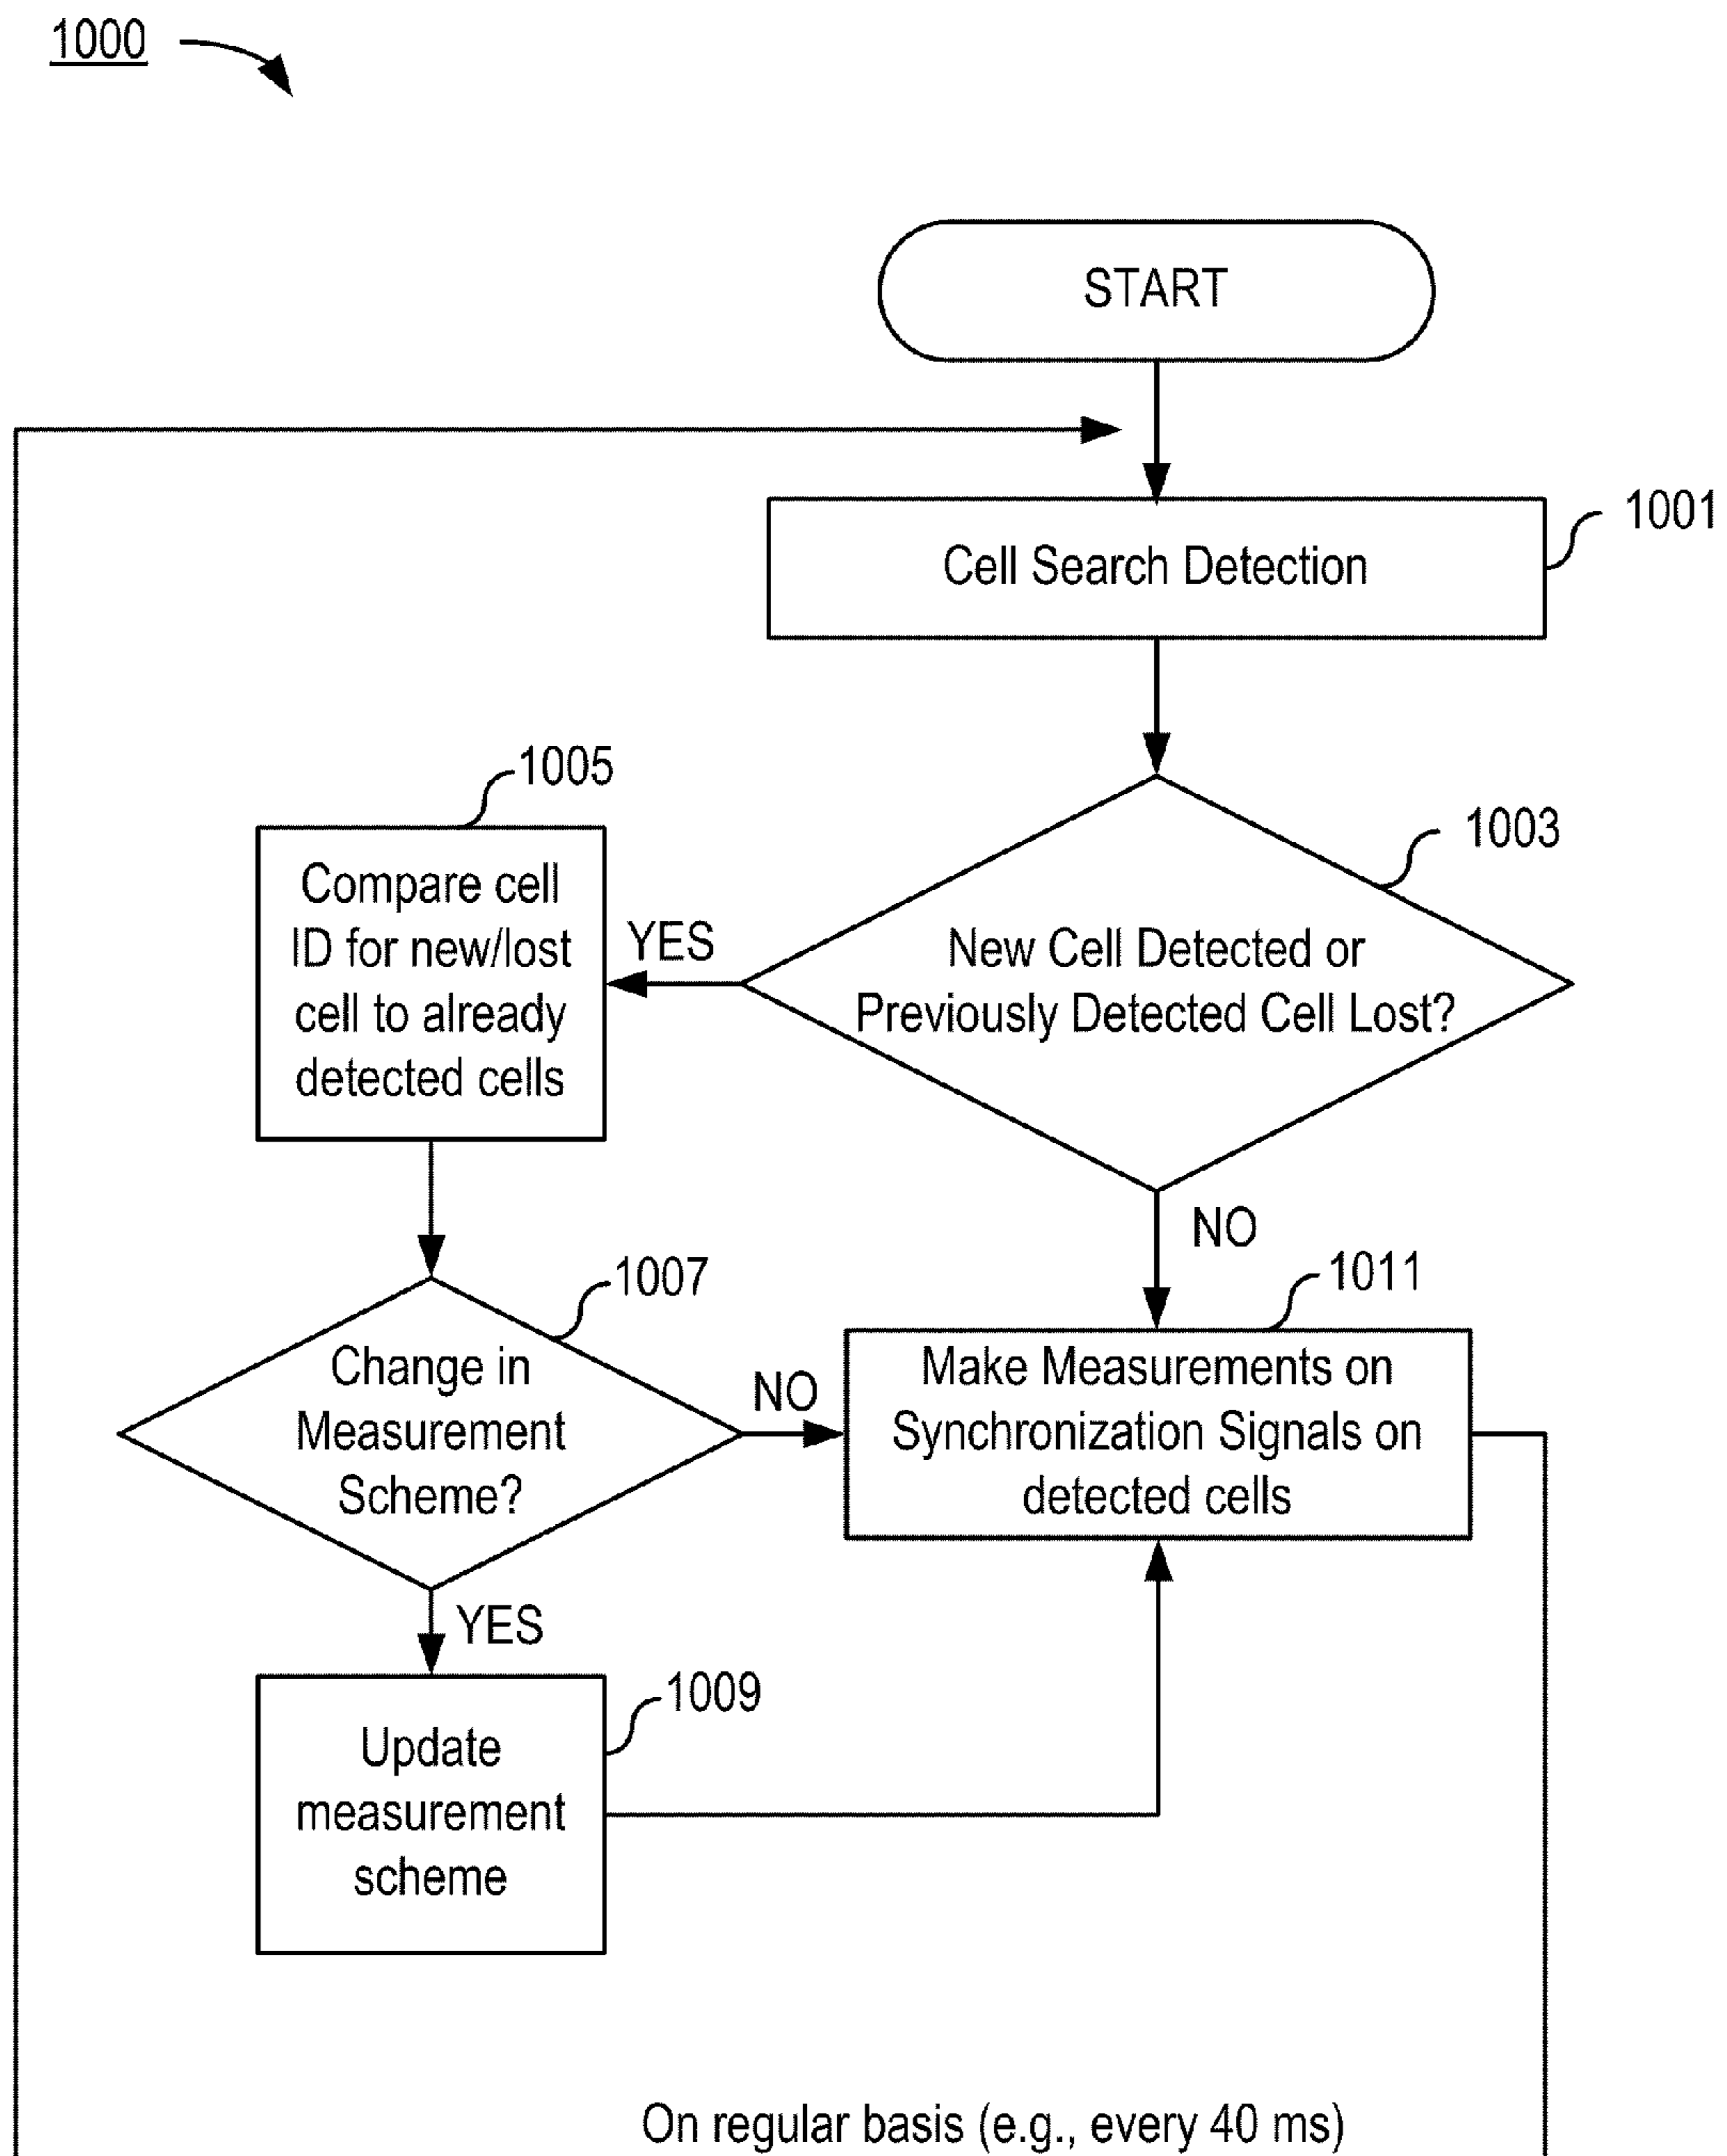 1000
START
Cell Search Detection
1001
1003
New Cell Detected or
Previously Detected Cell Lost?
YES
1005
Compare cell
ID for new/lost
cell to already
detected cells
NO
1007
Change in
Measurement
Scheme?
NO
1011
Make Measurements on
Synchronization Signals on
detected cells
YES
1009
Update
measurement
scheme
On regular basis (e.g., every 40 ms)